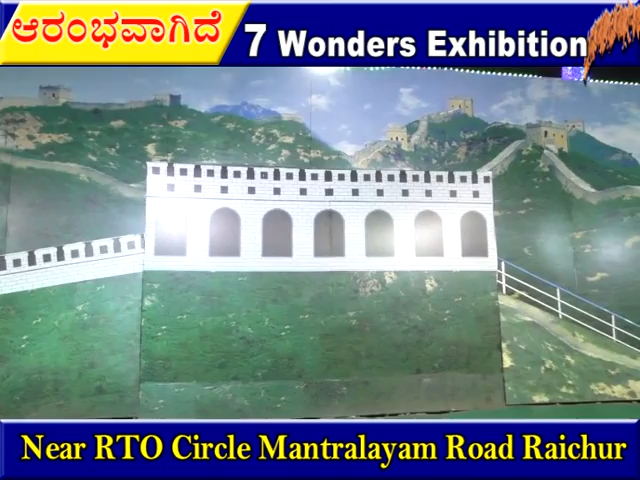 ಆರಂಭವಾಗಿದೆ
7 Wonders Exhibition
Near RTO Circle Mantralayam Road Raichur